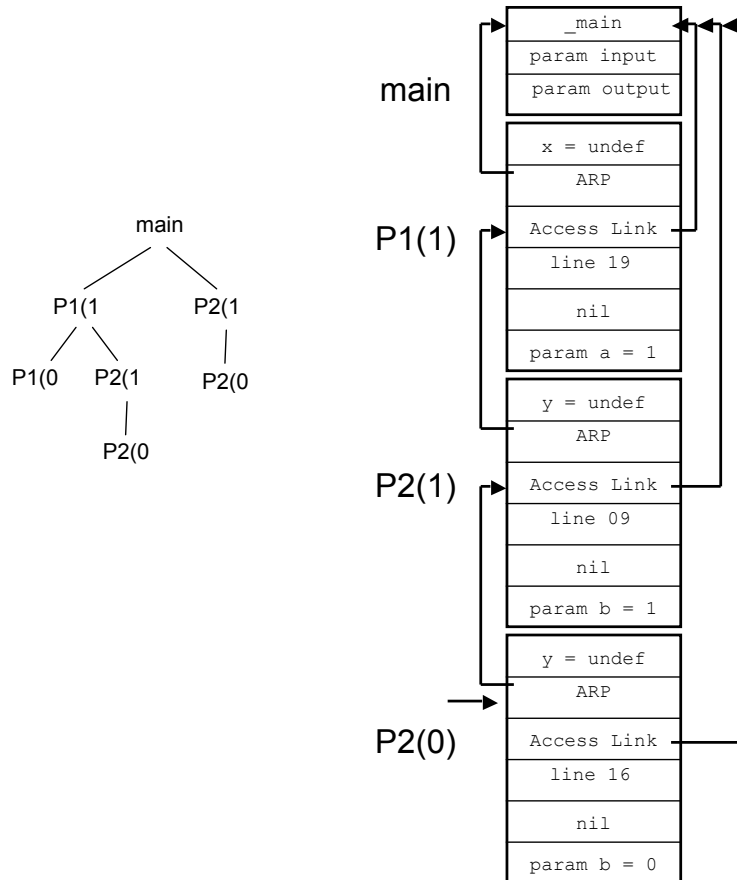 main
P1(1
P2(1
P1(0
P2(1
P2(0
P2(0
main
_main
param input
param output
P1(1)
x = undef
ARP
Access Link
line 19
nil
param a = 1
P2(1)
y = undef
ARP
Access Link
line 09
nil
param b = 1
P2(0)
y = undef
ARP
Access Link
line 16
nil
param b = 0